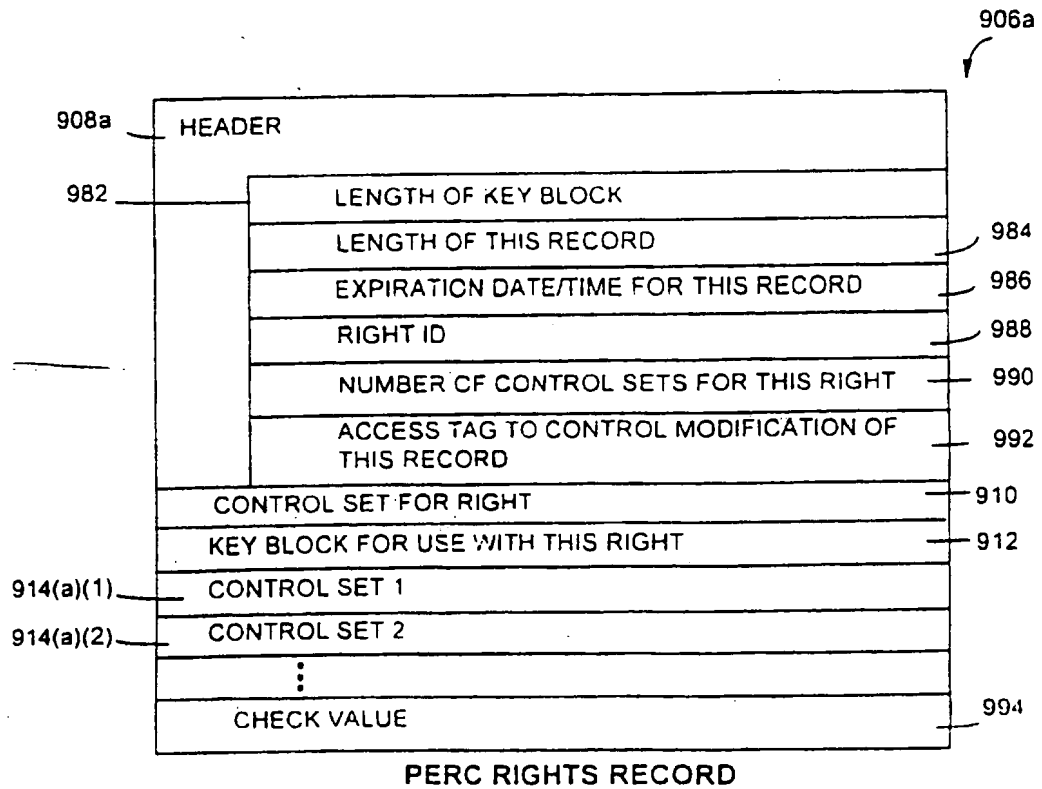 906a
908a HEADER
982 LENGTH OF KEY BLOCK
LENGTH OF THIS RECORD 984
EXPIRATION DATE/TIME FOR THIS RECORD 986
RIGHT ID 988
NUMBER OF CONTROL SETS FOR THIS RIGHT 990
ACCESS TAG TO CONTROL MODIFICATION OF
THIS RECORD 992
CONTROL SET FOR RIGHT 910
KEY BLOCK FOR USE WITH THIS RIGHT 912
914(a)(1) CONTROL SET 1
914(a)(2) CONTROL SET 2
CHECK VALUE 994
PERC RIGHTS RECORD